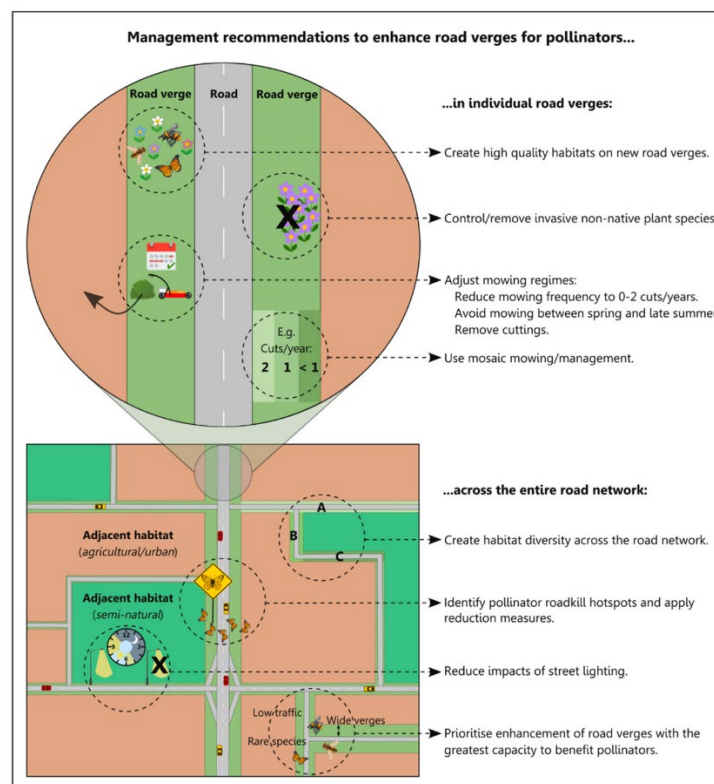 Management recommendations to enhance road verges for pollinators...
Road verge
Road
Road verge
...in individual road verges:
Create high quality habitats on new road verges.
X
Control/remove invasive non-native plant species
Adjust mowing regimes:
Reduce mowing frequency to 0-2 cuts/years.
Avoid mowing between spring and late summer
Remove cuttings.
E.g.
Cuts/year:
2 1 < 1
Use mosaic mowing/management.
...across the entire road network:
A
B
C
Create habitat diversity across the road network.
Adjacent habitat
(agricultural/urban)
Identify pollinator roadkill hotspots and apply
reduction measures.
Adjacent habitat
(semi-natural)
X
Reduce impacts of street lighting.
Low traffic
Wide verges
Rare species
Prioritise enhancement of road verges with the
greatest capacity to benefit pollinators.